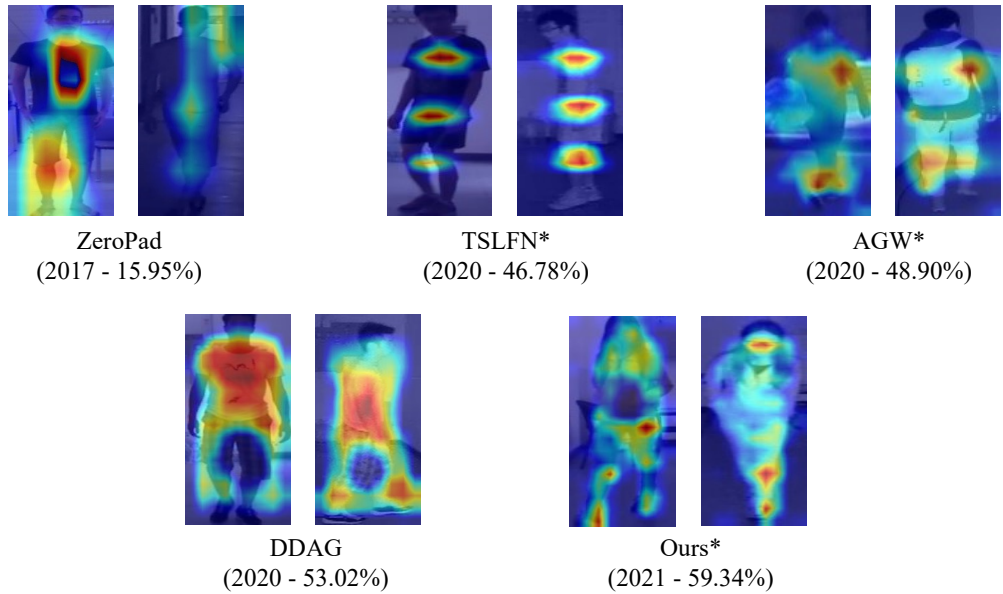 ZeroPad
(2017 - 15.95%)
TSLFN*
(2020 - 46.78%)
AGW*
(2020 - 48.90%)
DDAG
(2020 - 53.02%)
Ours*
(2021 - 59.34%)